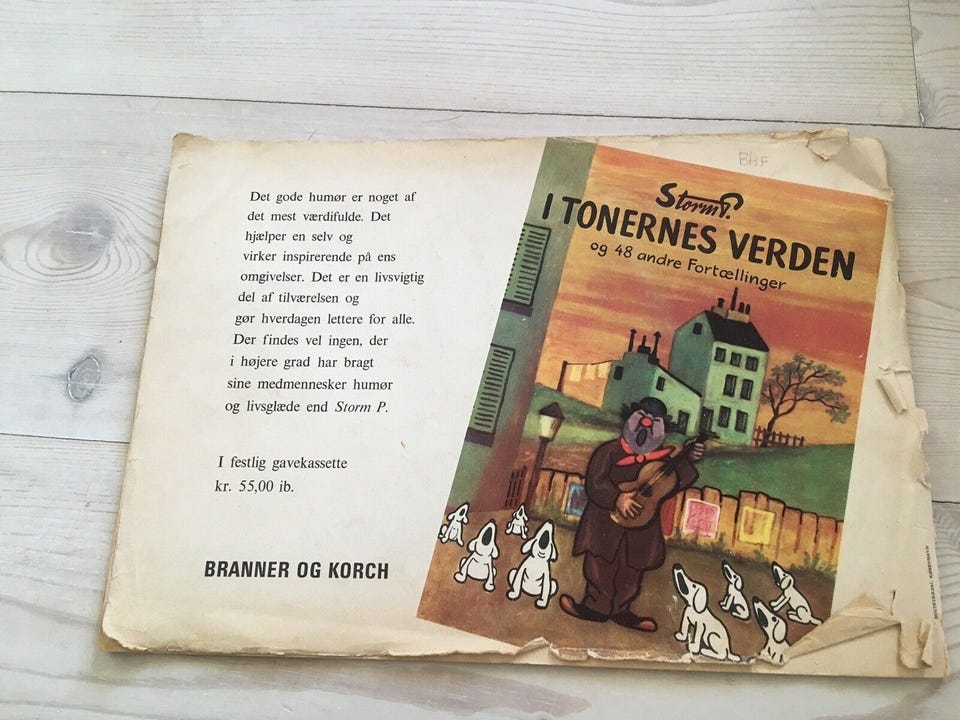 Det gode humør er noget af
det mest værdifulde. Det
hjælper en selv og
virker inspirerende på ens
omgivelser. Det er en livsvigtig
del af tilværelsen og
gør hverdagen lettere for alle.
Der findes vel ingen, der
i højere grad har bragt
sine medmennesker humør
og livsglæde end Storm P.
I festlig gavekassette
kr. 55,00 ib.
BRANNER OG KORCH
BHF
Storm P.
I TONERNES VERDEN
og 48 andre Fortællinger